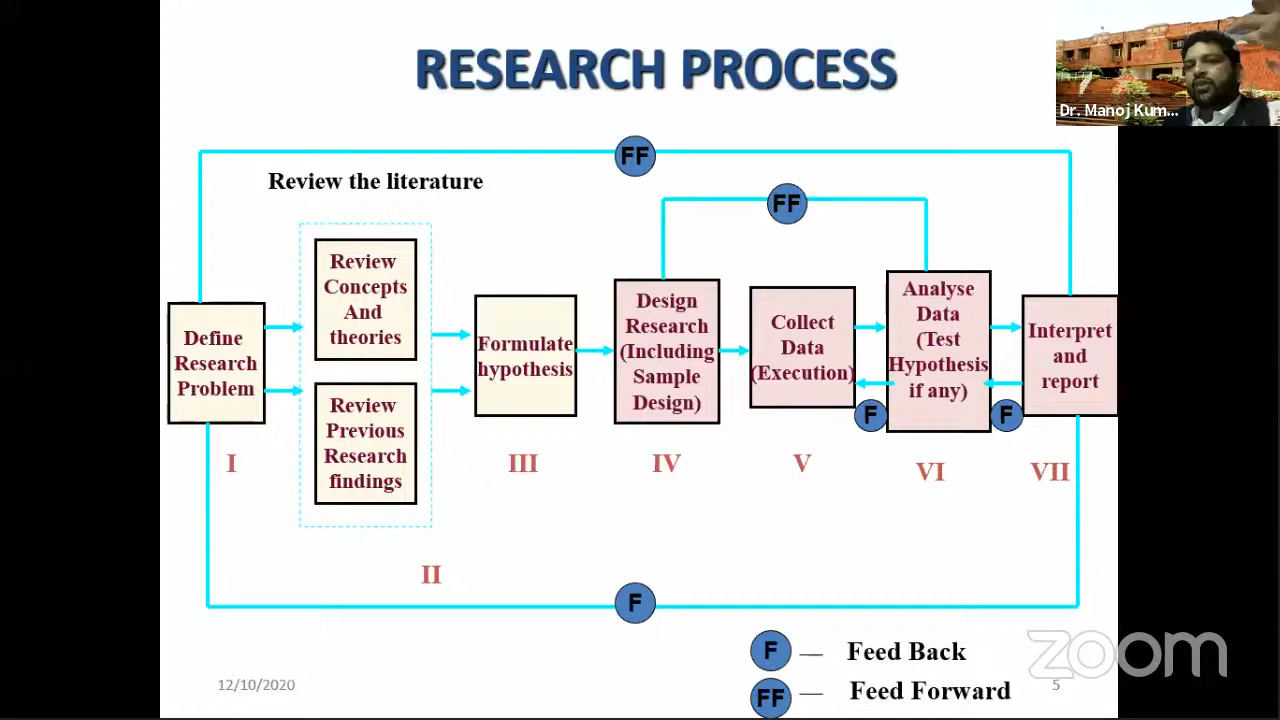 RESEARCH PROCESS
Dr. Manoj Kum...
FF
Review the literature
FF
Define
Research
Problem
Review
Concepts
And
theories
Review
Previous
Research
findings
Formulate
hypothesis
Design
Research
(Including
Sample
Design)
Collect
Data
(Execution)
Analyse
Data
(Test
Hypothesis
if any)
Interpret
and
report
F
F
I
II
III
IV
V
VI
VII
F
F — Feed Back
FF — Feed Forward
zoom
12/10/2020
5